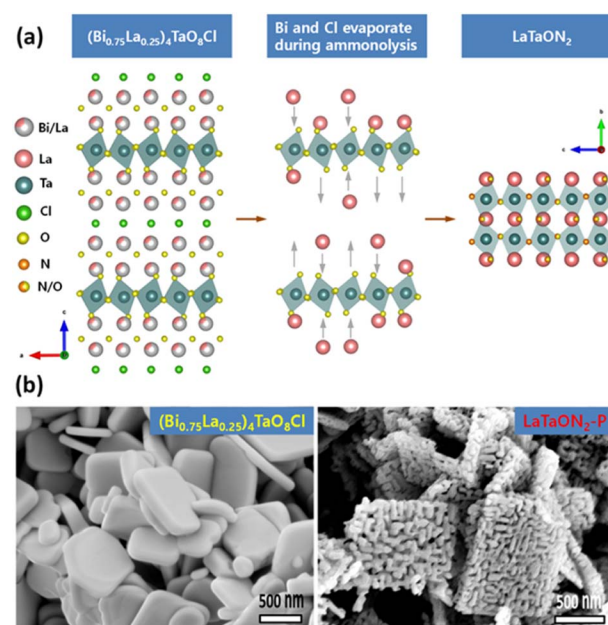 (a)
(Bi₀.₇₅La₀.₂₅)₄TaO₈Cl
Bi and Cl evaporate
during ammonolysis
LaTaON₂
Bi/La
La
Ta
Cl
O
N
N/O
c
a
b
c
(b)
(Bi₀.₇₅La₀.₂₅)₄TaO₈Cl
500 nm
LaTaON₂-P
500 nm